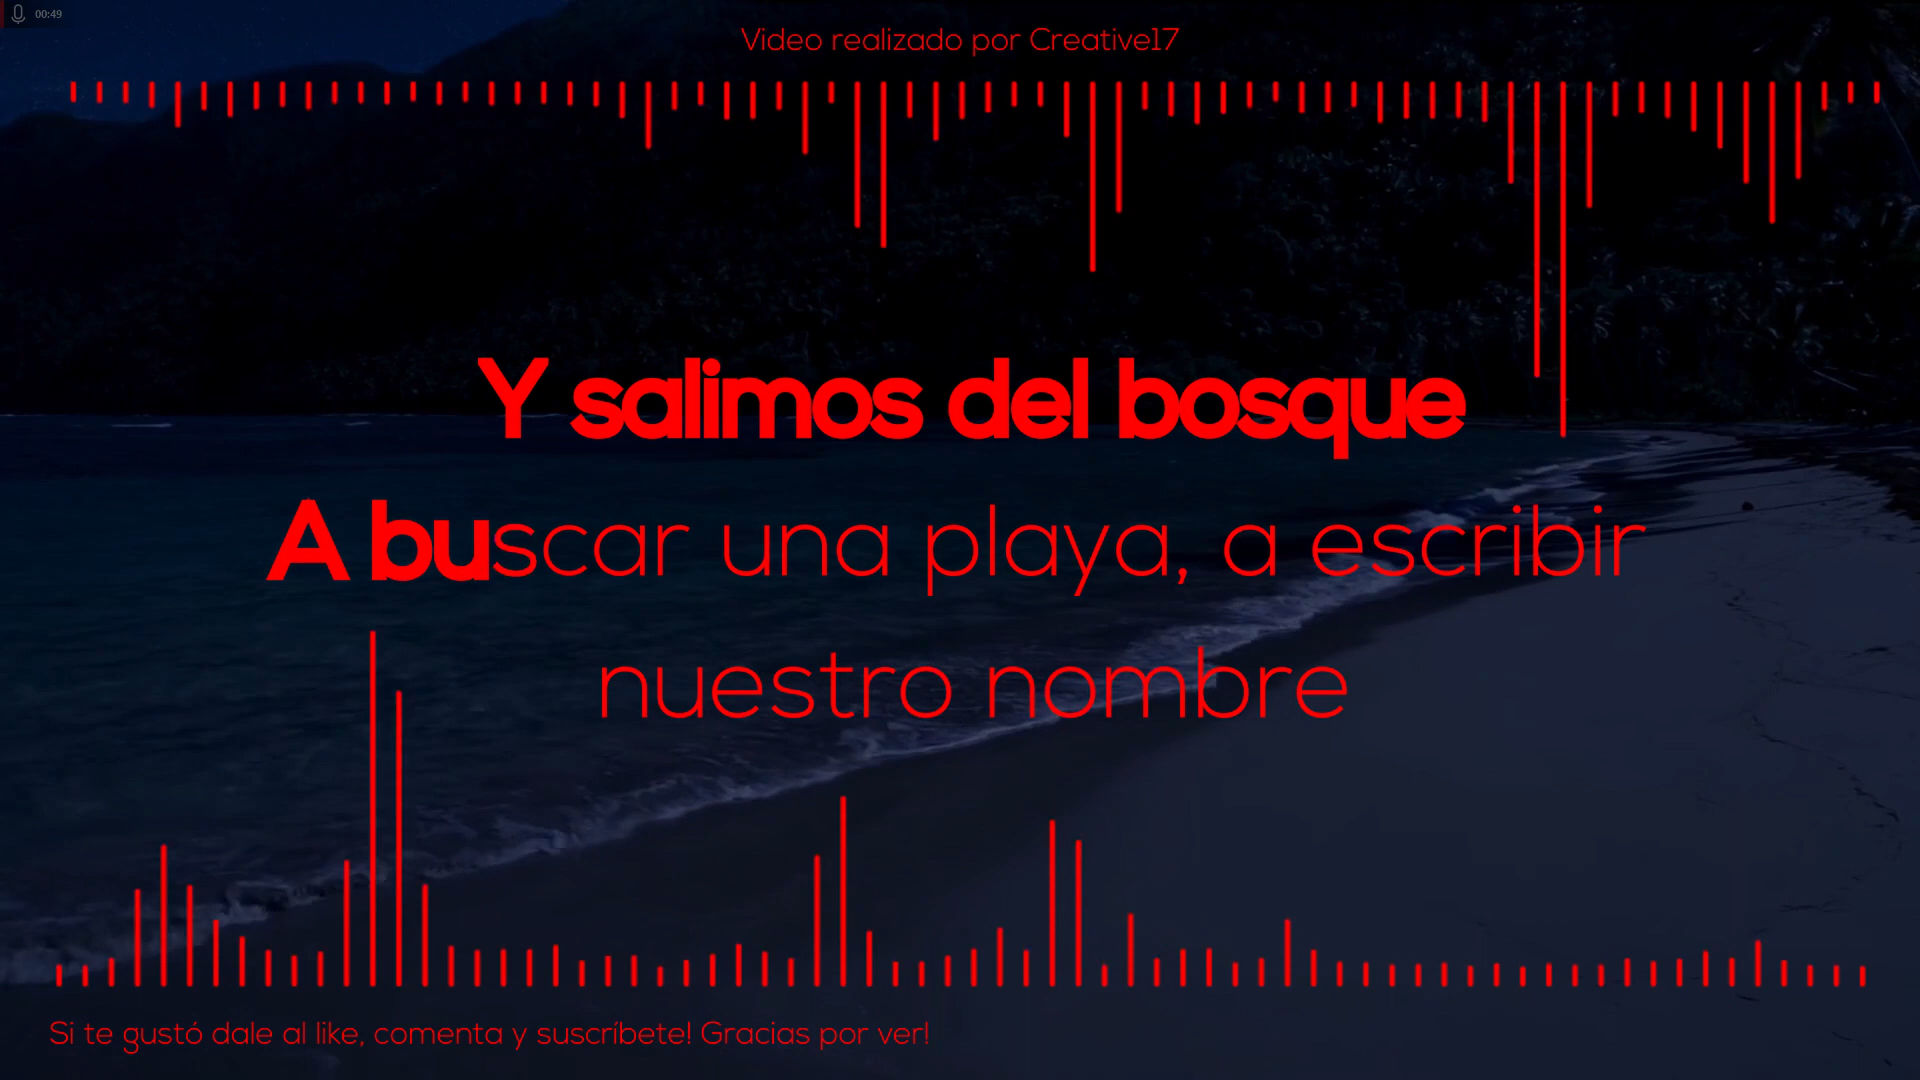 00:49
Video realizado por Creative17
Y salimos del bosque
A buscar una playa, a escribir
nuestro nombre
Si te gustó dale al like, comenta y suscríbete! Gracias por ver!